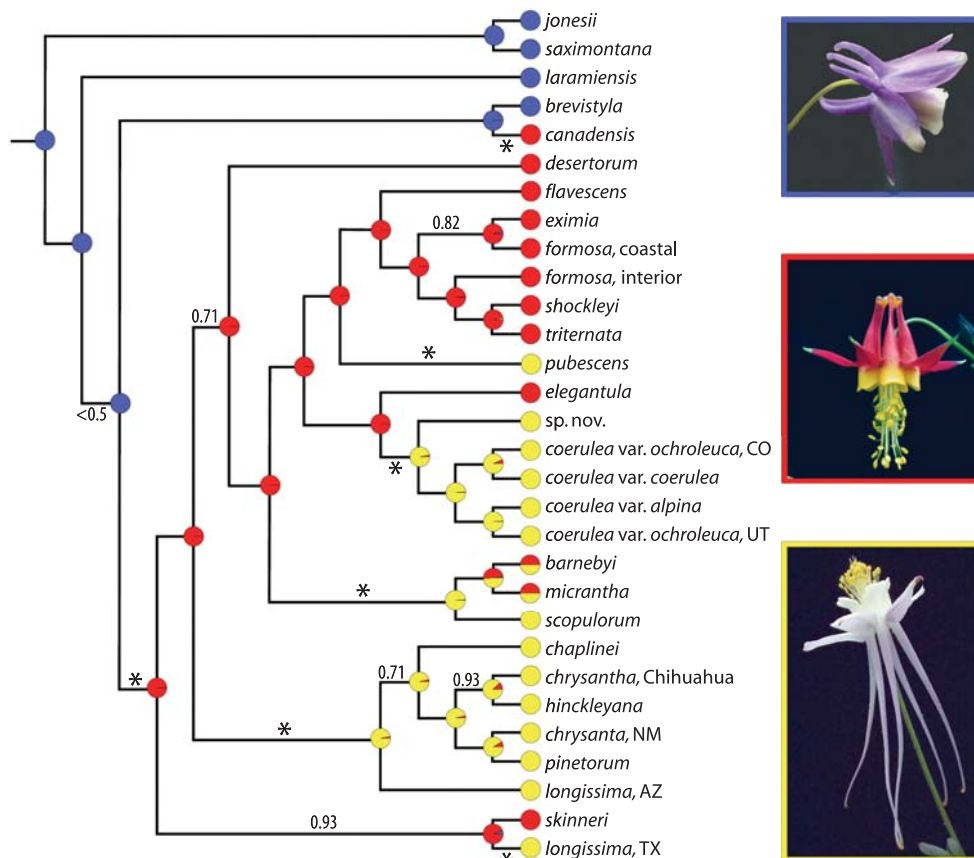 jonesii
saximontana
laramiensis
brevistyla
canadensis
*
desertorum
flavescens
0.82
eximia
formosa, coastal
formosa, interior
shockleyi
0.71
triternata
*
pubescens
elegantula
<0.5
sp. nov.
*
coerulea var. ochroleuca, CO
coerulea var. coerulea
coerulea var. alpina
coerulea var. ochroleuca, UT
barnebyi
*
micrantha
scopulorum
chaplinei
0.71
0.93
chrysantha, Chihuahua
*
hinckleyana
*
chrysanta, NM
pinetorum
longissima, AZ
0.93
skinneri
longissima, TX
*